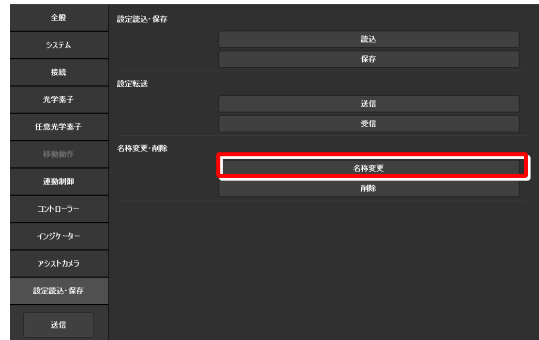 全般
システム
接続
光学素子
任意光学素子
移動動作
連動制御
コントローラー
インジケーター
アシストカメラ
設定読込・保存
送信
設定読込・保存
読込
保存
設定転送
送信
受信
名称変更・削除
名称変更
削除